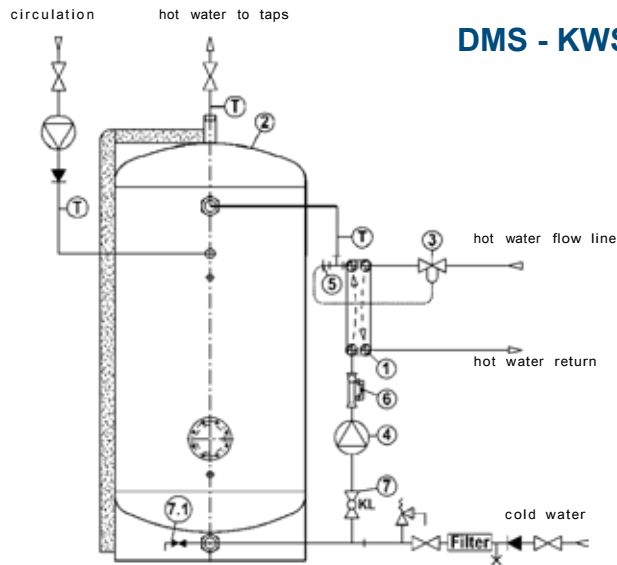 circulation
hot water to taps
DMS - KWS
T
2
T
T
3
hot water flow line
5
1
hot water return
6
4
7
KL
7.1
cold water
Filter